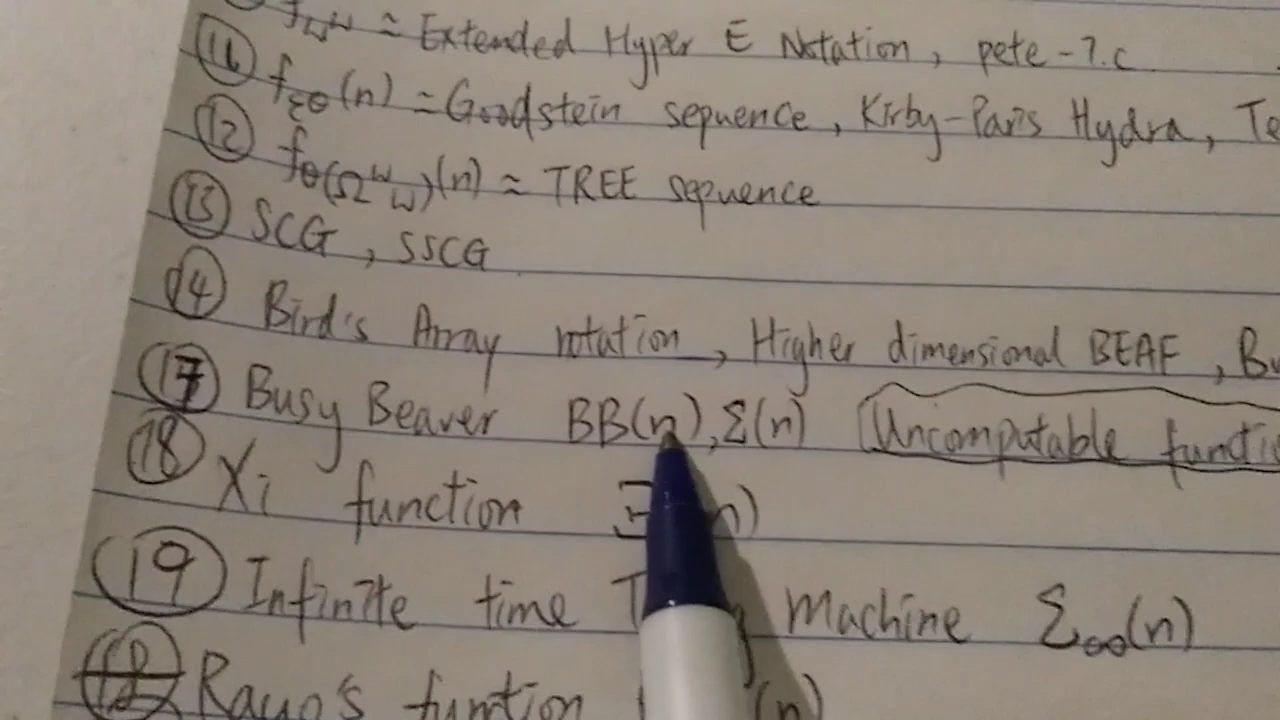 fωω ≈ Extended Hyper E Notation, pete-7.c
11 fε0(n) ≈ Goodstein sequence, Kirby-Paris Hydra,
12 fθ(Ω^ω ω)(n) ≈ TREE sequence
13 SCG, SSCG
14 Bird's Array notation, Higher dimensional BEAF,
17 Busy Beaver BB(n), Σ(n) Uncomputable
18 Xi function Ξ(n)
19 Infinite time machine Σ∞(n)
Rayo's funtion (n)